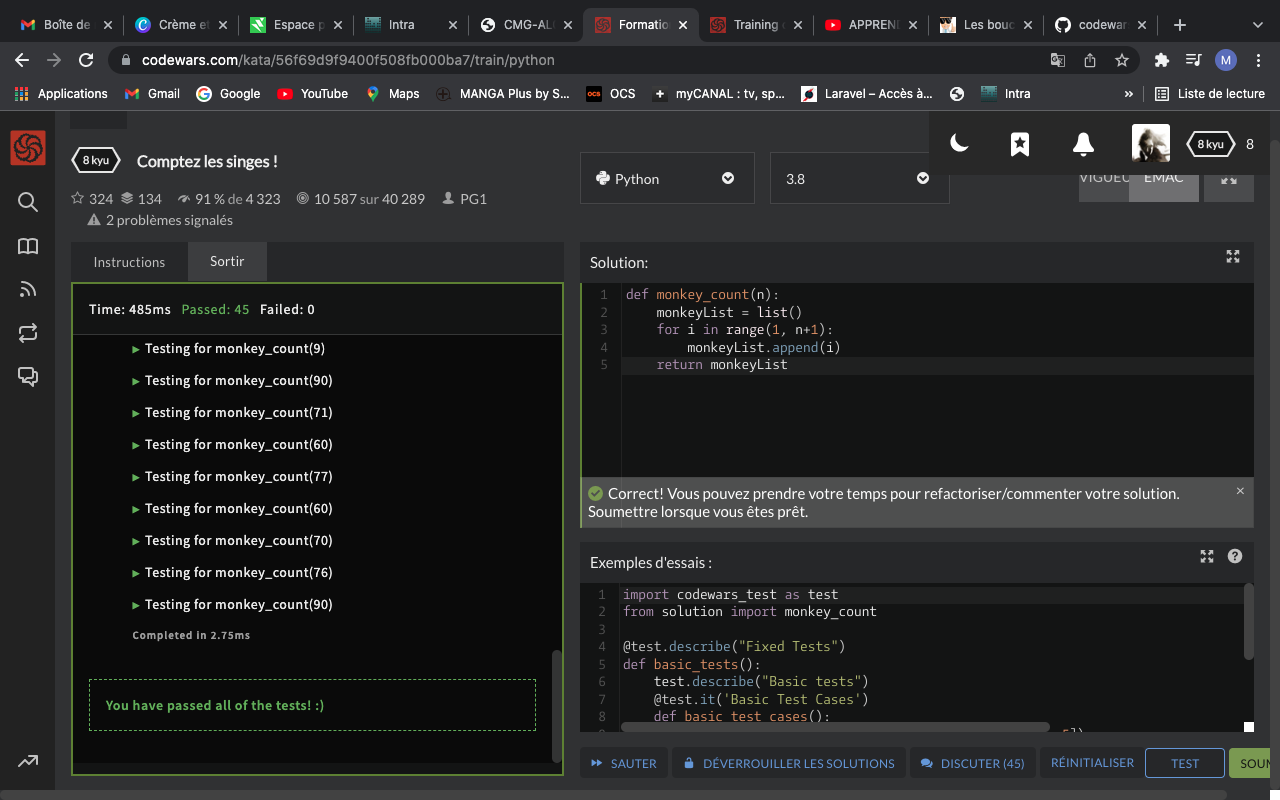 Boîte de
Crème et
Espace p
Intra
CMG-ALG
Formatio
Training
APPREN
Les bouc
codewar
codewars.com/kata/56f69d9f9400f508fb000ba7/train/python
M
Applications
Gmail
Google
YouTube
Maps
MANGA Plus by S...
OCS
myCANAL : tv, sp...
Laravel – Accès à...
Intra
»
Liste de lecture
8 kyu
Comptez les singes !
Python
3.8
8 kyu
8
VIGUEU
EMAC
324
134
91 % de 4 323
10 587 sur 40 289
PG1
2 problèmes signalés
Instructions
Sortir
Time: 485ms Passed: 45 Failed: 0
Testing for monkey_count(9)
Testing for monkey_count(90)
Testing for monkey_count(71)
Testing for monkey_count(60)
Testing for monkey_count(77)
Testing for monkey_count(60)
Testing for monkey_count(70)
Testing for monkey_count(76)
Testing for monkey_count(90)
Completed in 2.75ms
You have passed all of the tests! :)
Solution:
1 def monkey_count(n):
2 monkeyList = list()
3 for i in range(1, n+1):
4 monkeyList.append(i)
5 return monkeyList
Correct! Vous pouvez prendre votre temps pour refactoriser/commenter votre solution.
Soumettre lorsque vous êtes prêt.
Exemples d'essais :
1 import codewars_test as test
2 from solution import monkey_count
3
4 @test.describe("Fixed Tests")
5 def basic_tests():
6 test.describe("Basic tests")
7 @test.it('Basic Test Cases')
8 def basic_test_cases():
SAUTER
DÉVERROUILLER LES SOLUTIONS
DISCUTER (45)
RÉINITIALISER
TEST
SOUM